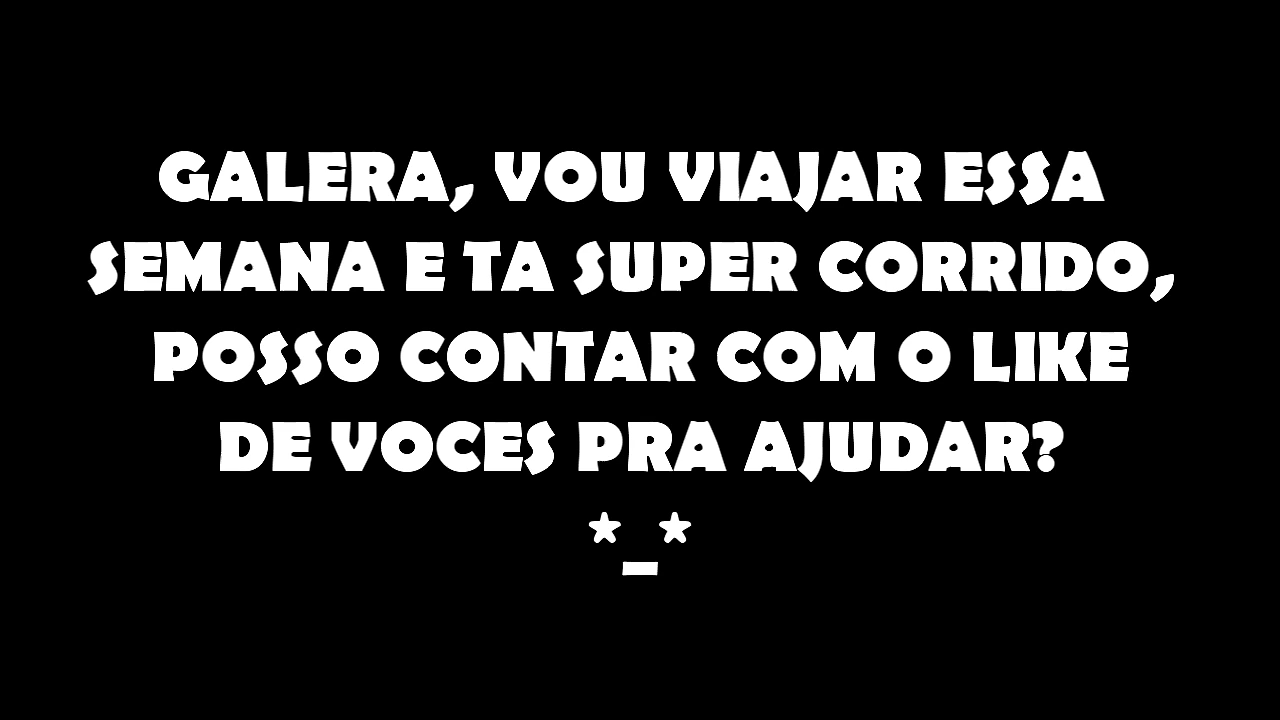 GALERA, VOU VIAJAR ESSA
SEMANA E TA SUPER CORRIDO,
POSSO CONTAR COM O LIKE
DE VOCES PRA AJUDAR?
*_*